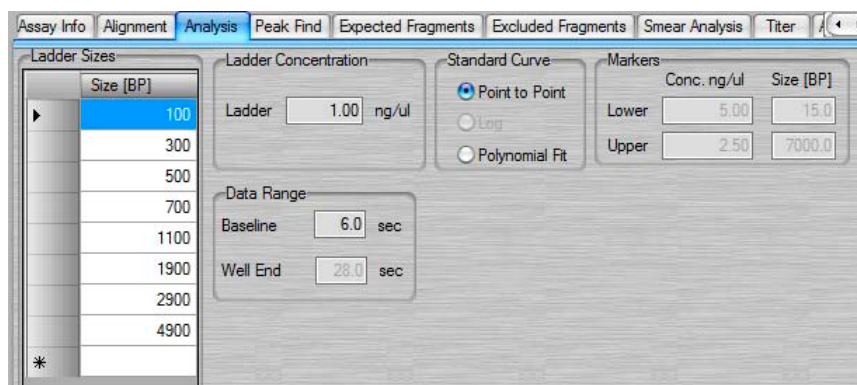 Assay Info Alignment Analysis Peak Find Expected Fragments Excluded Fragments Smear Analysis Titer
Ladder Sizes
Size [BP]
100
300
500
700
1100
1900
2900
4900
*
Ladder Concentration
Ladder 1.00 ng/ul
Data Range
Baseline 6.0 sec
Well End 28.0 sec
Standard Curve
Point to Point
Log
Polynomial Fit
Markers
Conc. ng/ul Size [BP]
Lower 5.00 15.0
Upper 2.50 7000.0